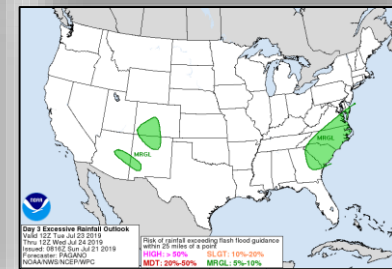 MRGL
MRGL
NOAA
Day 3 Excessive Rainfall Outlook
Valid 12Z Tue Jul 23 2019
Thru 12Z Wed Jul 24 2019
Issued: 0816Z Sun Jul 21 2019
Forecaster: PAGANO
NOAA/NWS/NCEP/WPC
Risk of rainfall exceeding flash flood guidance
within 25 miles of a point
HIGH: > 50% SLGT: 10%-20%
MDT: 20%-50% MRGL: 5%-10%